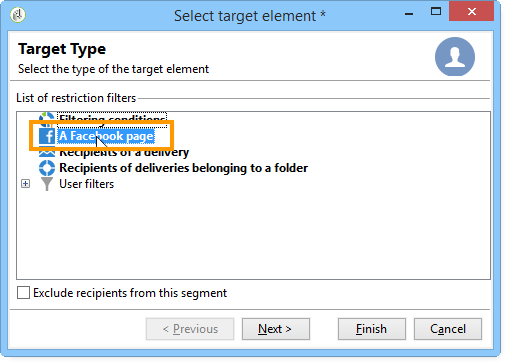 Select target element *
Target Type
Select the type of the target element
List of restriction filters
Filtering conditions
A Facebook page
Recipients of a delivery
Recipients of deliveries belonging to a folder
User filters
Exclude recipients from this segment
< Previous
Next >
Finish
Cancel